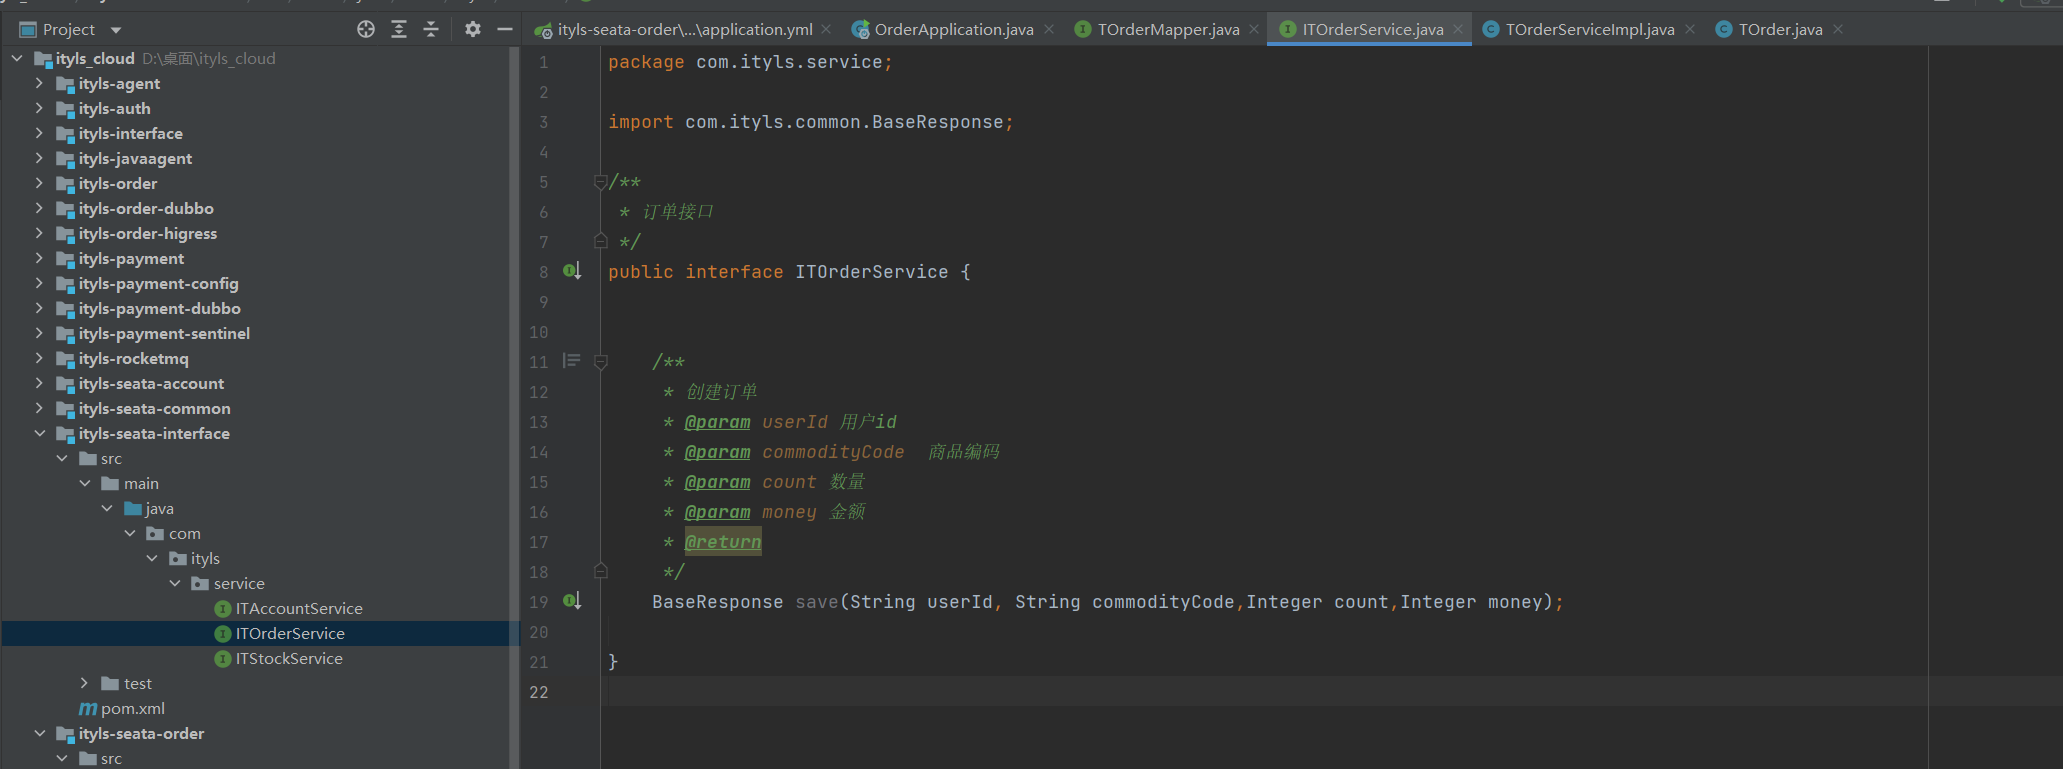 Project
ityls-seata-order\...\application.yml
OrderApplication.java
TOrderMapper.java
ITOrderService.java
TOrderServiceImpl.java
TOrder.java
ityls_cloud D:\桌面\ityls_cloud
ityls-agent
ityls-auth
ityls-interface
ityls-javaagent
ityls-order
ityls-order-dubbo
ityls-order-higress
ityls-payment
ityls-payment-config
ityls-payment-dubbo
ityls-payment-sentinel
ityls-rocketmq
ityls-seata-account
ityls-seata-common
ityls-seata-interface
src
main
java
com
ityls
service
ITAccountService
ITOrderService
ITStockService
test
pom.xml
ityls-seata-order
src
1 package com.ityls.service;
2
3 import com.ityls.common.BaseResponse;
4
5 /**
6 * 订单接口
7 */
8 public interface ITOrderService {
9
10
11 /**
12 * 创建订单
13 * @param userId 用户id
14 * @param commodityCode 商品编码
15 * @param count 数量
16 * @param money 金额
17 * @return
18 */
19 BaseResponse save(String userId, String commodityCode,Integer count,Integer money);
20
21 }
22